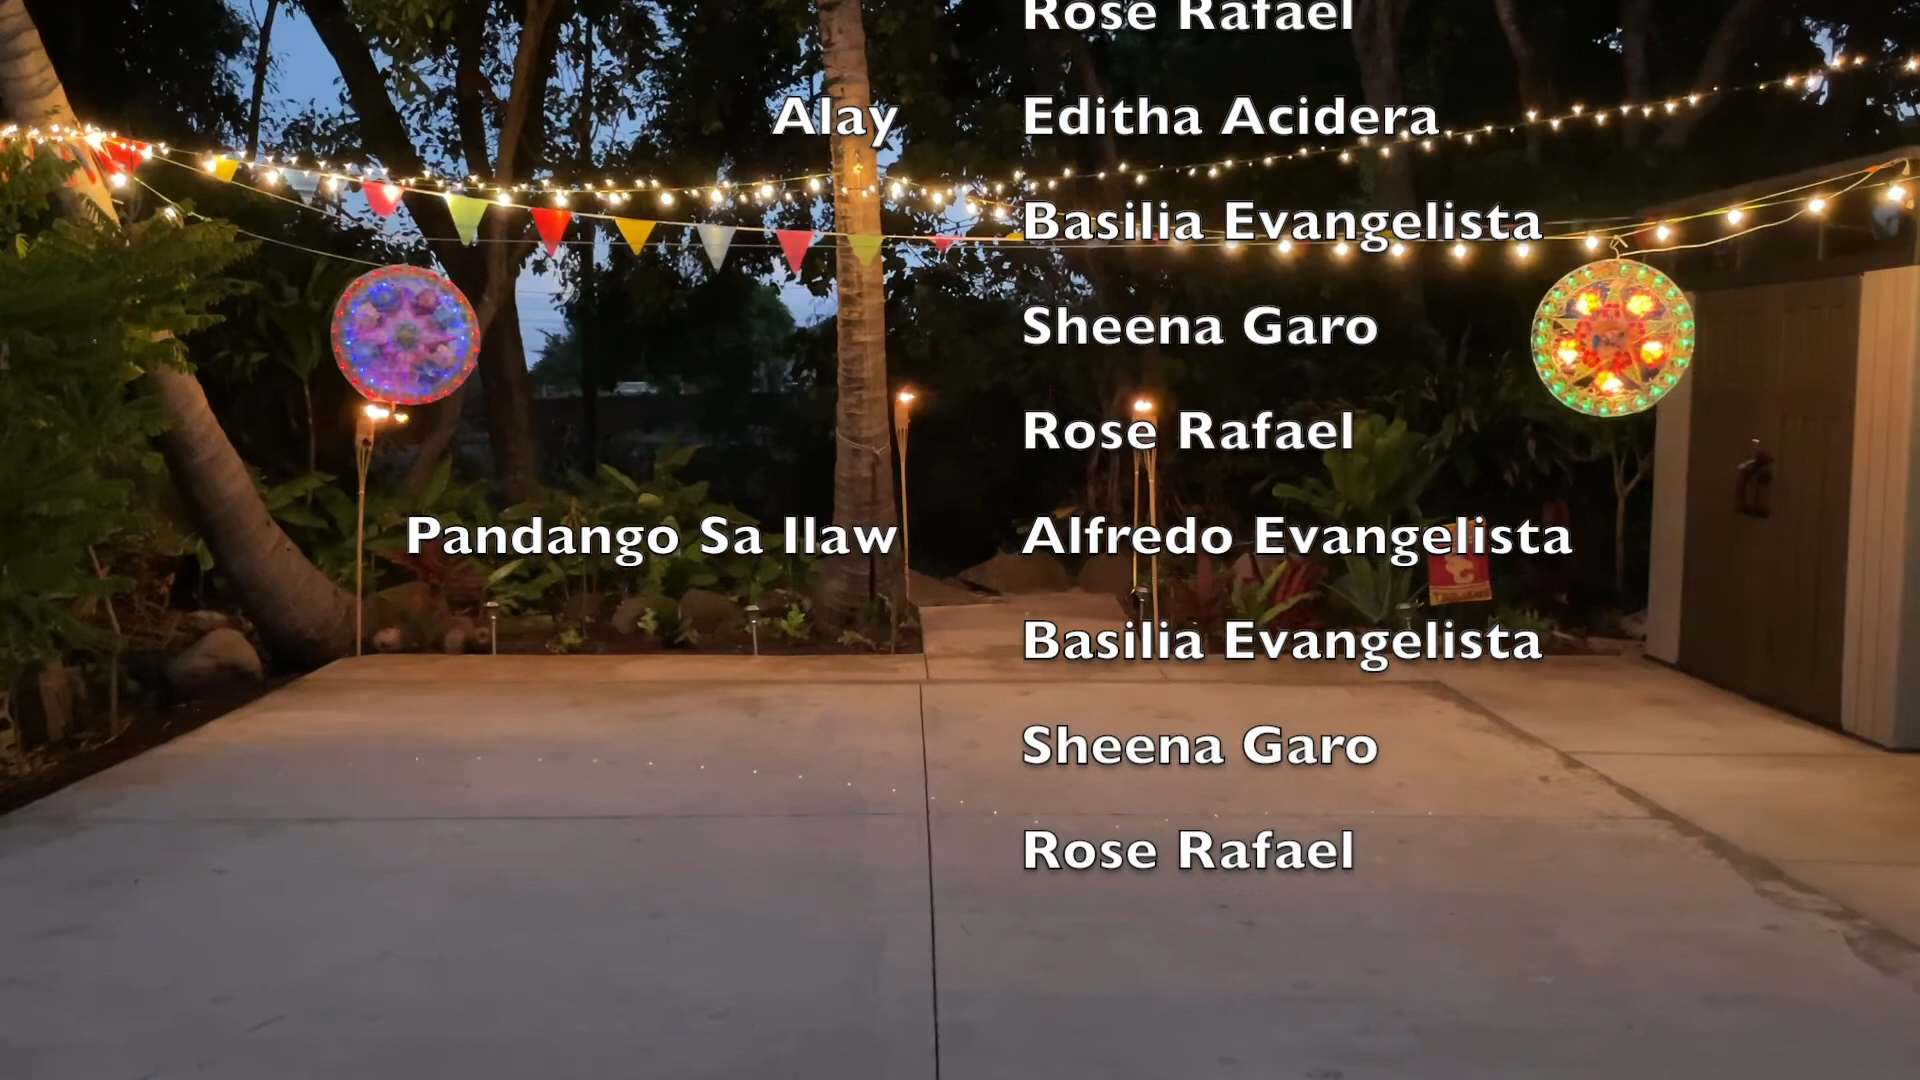 Rose Rafael
Alay Editha Acidera
Basilia Evangelista
Sheena Garo
Rose Rafael
Pandango Sa Ilaw Alfredo Evangelista
Basilia Evangelista
Sheena Garo
Rose Rafael